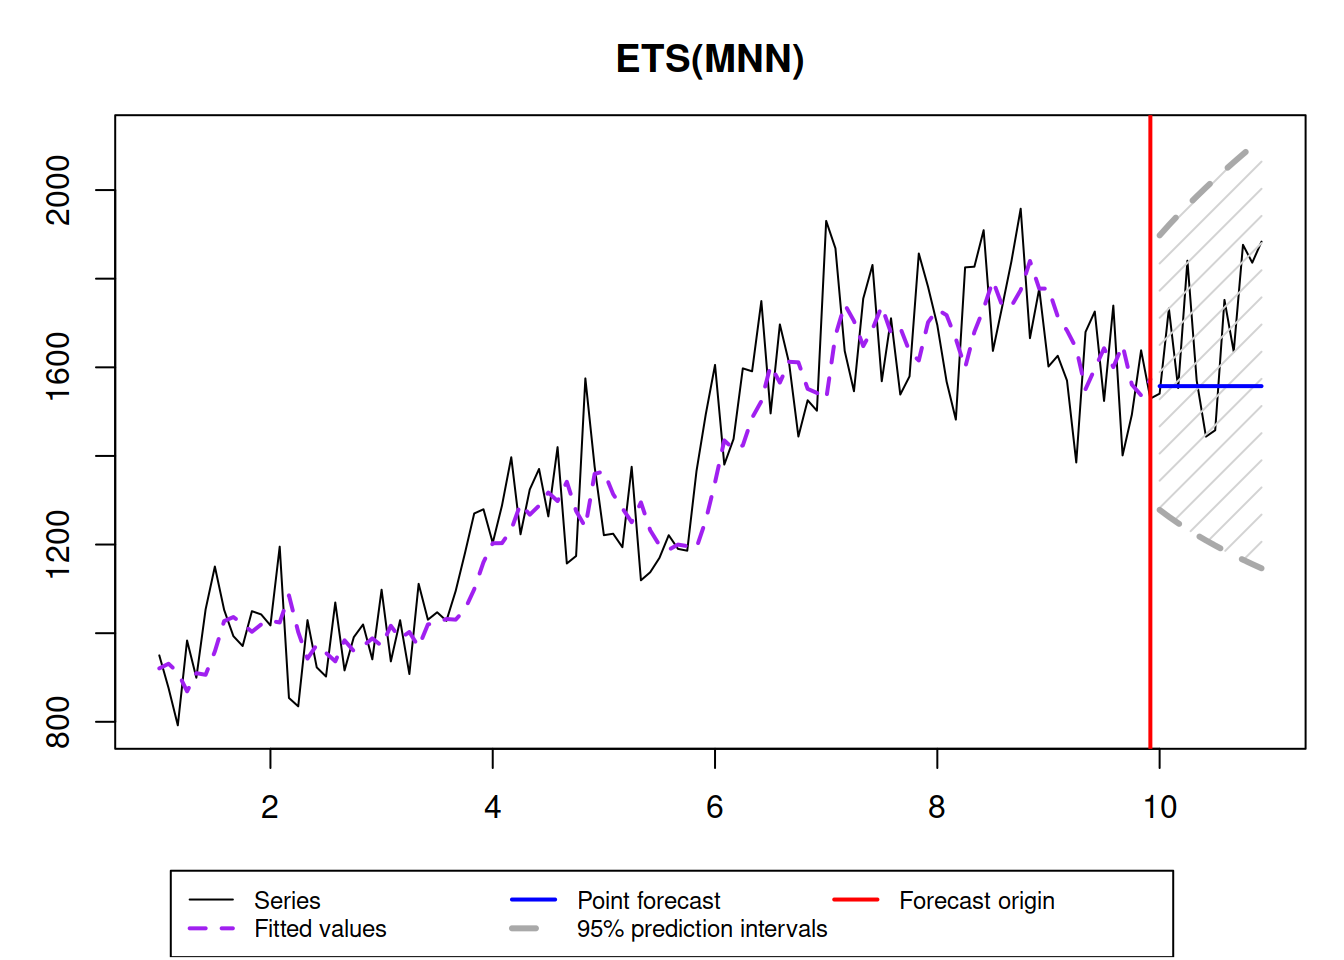 ETS(MNN)
2000
1600
1200
800
2 4 6 8 10
Series Point forecast Forecast origin
Fitted values 95% prediction intervals